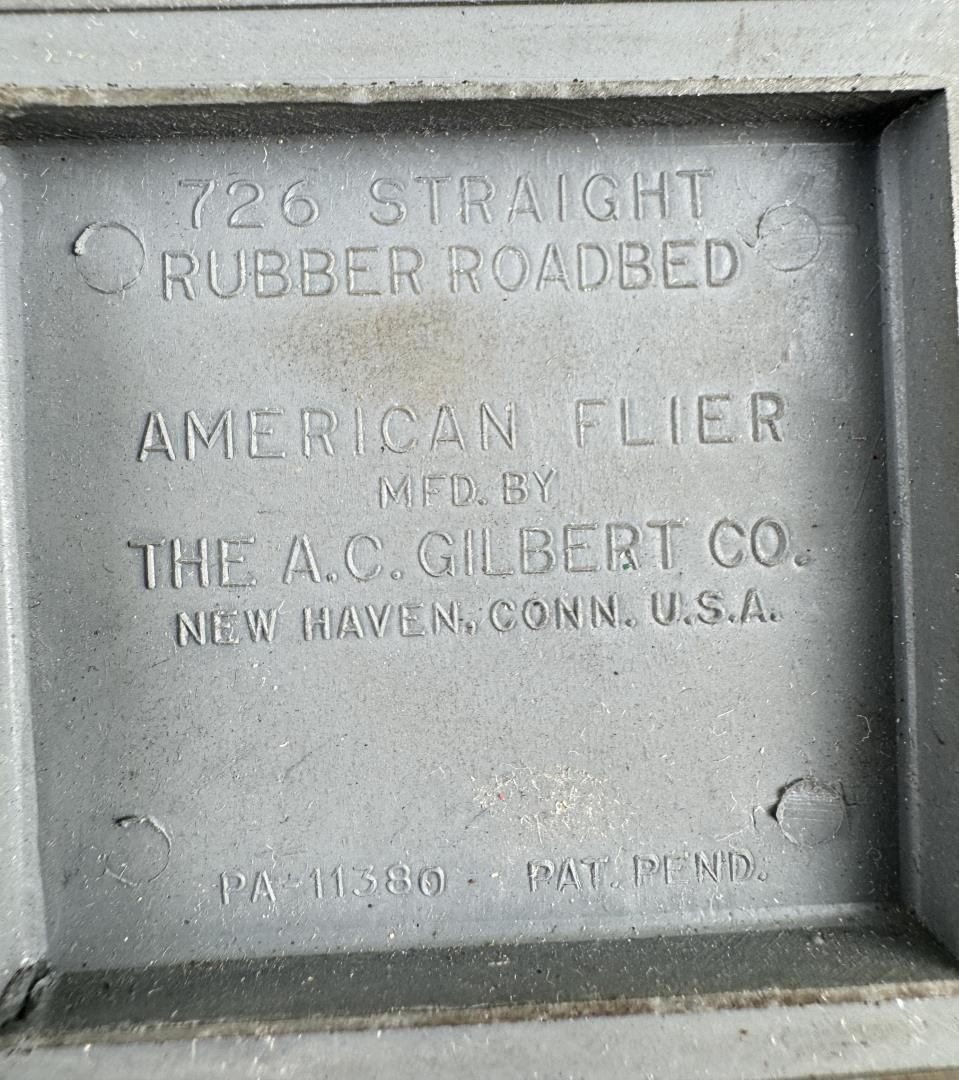 726 STRAIGHT
RUBBER ROADBED
AMERICAN FLIER
MFD. BY
THE A.C. GILBERT CO.
NEW HAVEN, CONN. U.S.A.
PA-11380 PAT. PEND.